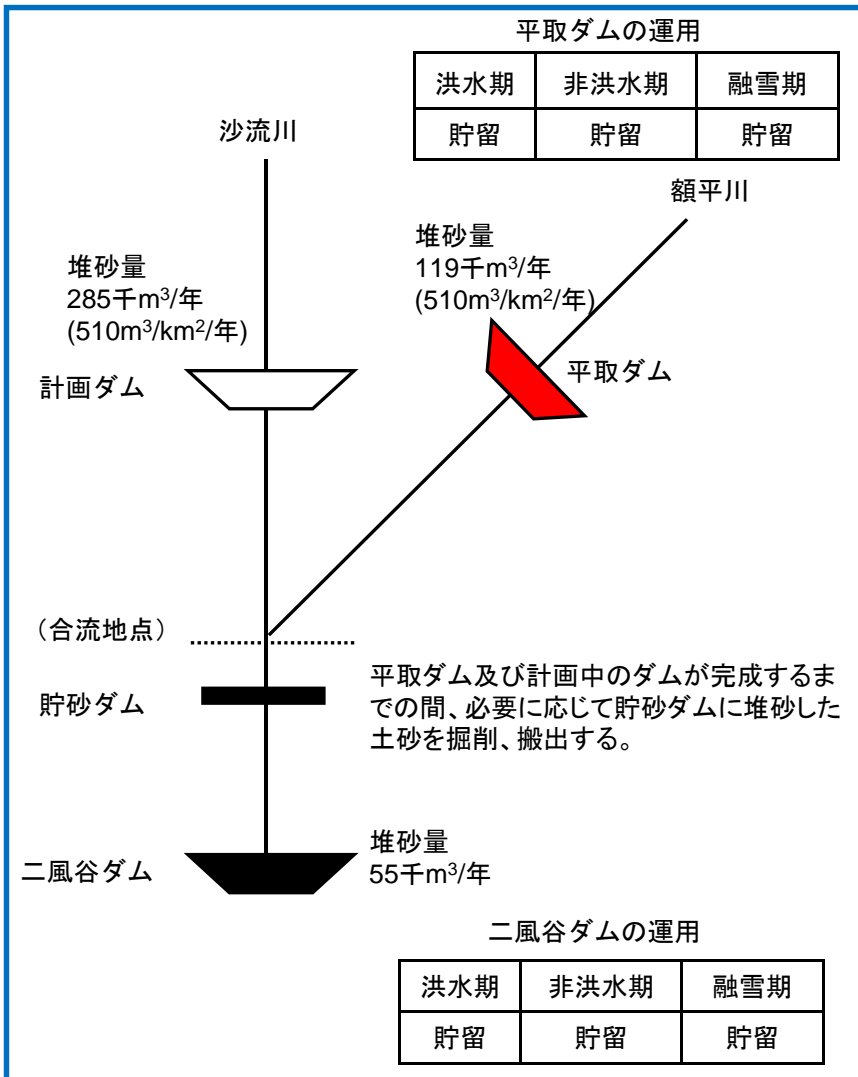 平取ダムの運用
洪水期 非洪水期 融雪期
貯留 貯留 貯留
沙流川
額平川
堆砂量
285千m³/年
(510m³/km²/年)
堆砂量
119千m³/年
(510m³/km²/年)
計画ダム
平取ダム
（合流地点）
貯砂ダム
平取ダム及び計画中のダムが完成するま
での間、必要に応じて貯砂ダムに堆砂した
土砂を掘削、搬出する。
二風谷ダム
堆砂量
55千m³/年
二風谷ダムの運用
洪水期 非洪水期 融雪期
貯留 貯留 貯留